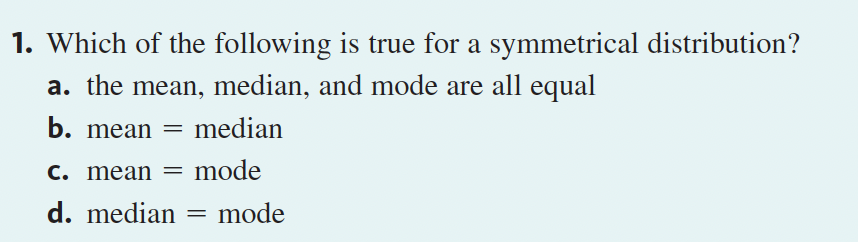 1. Which of the following is true for a symmetrical distribution?
a. the mean, median, and mode are all equal
b. mean = median
c. mean = mode
d. median = mode